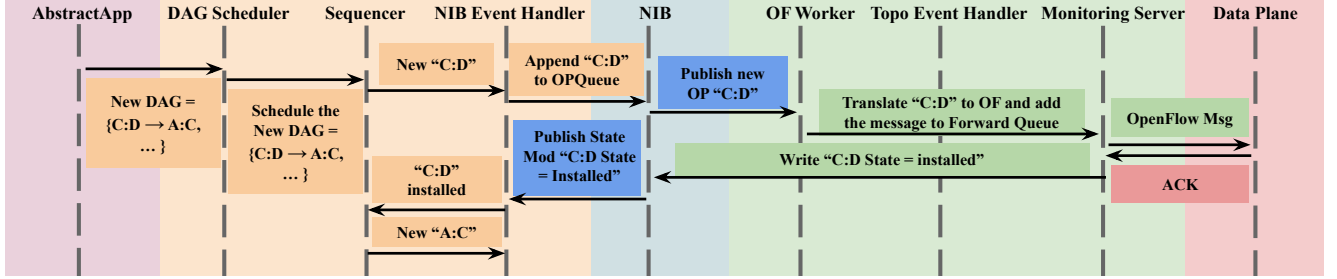 AbstractApp
DAG Scheduler
Sequencer
NIB Event Handler
NIB
OF Worker
Topo Event Handler
Monitoring Server
Data Plane
New DAG =
{C:D → A:C,
… }
Schedule the
New DAG =
{C:D → A:C,
… }
New “C:D”
Append “C:D”
to OPQueue
Publish new
OP “C:D”
Translate “C:D” to OF and add
the message to Forward Queue
OpenFlow Msg
ACK
Write “C:D State = installed”
Publish State
Mod “C:D State
= Installed”
“C:D”
installed
New “A:C”